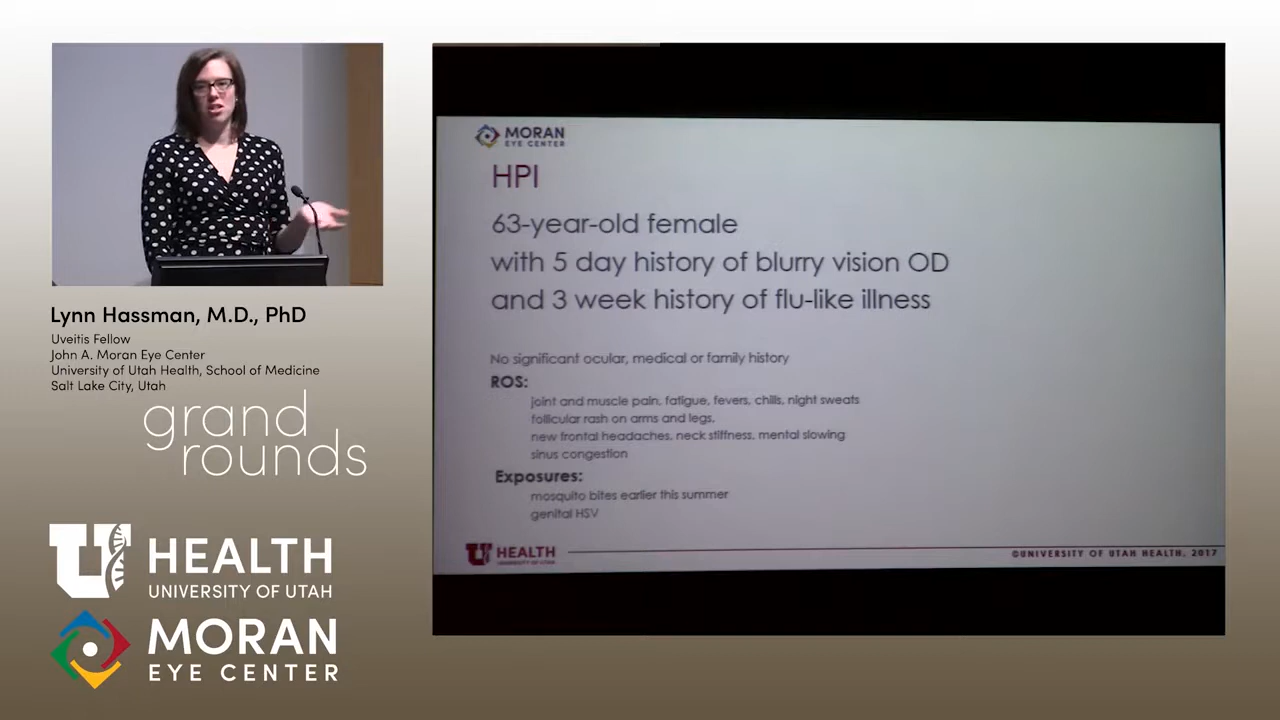 Lynn Hassman, M.D., PhD
Uveitis Fellow
John A. Moran Eye Center
University of Utah Health, School of Medicine
Salt Lake City, Utah
grand
rounds
U HEALTH
UNIVERSITY OF UTAH
MORAN
EYE CENTER
MORAN
EYE CENTER
HPI
63-year-old female
with 5 day history of blurry vision OD
and 3 week history of flu-like illness
No significant ocular, medical or family history
ROS:
joint and muscle pain, fatigue, fevers, chills, night sweats
follicular rash on arms and legs,
new frontal headaches, neck stiffness, mental slowing
sinus congestion
Exposures:
mosquito bites earlier this summer
genital HSV
U HEALTH
UNIVERSITY OF UTAH
©UNIVERSITY OF UTAH HEALTH, 2017